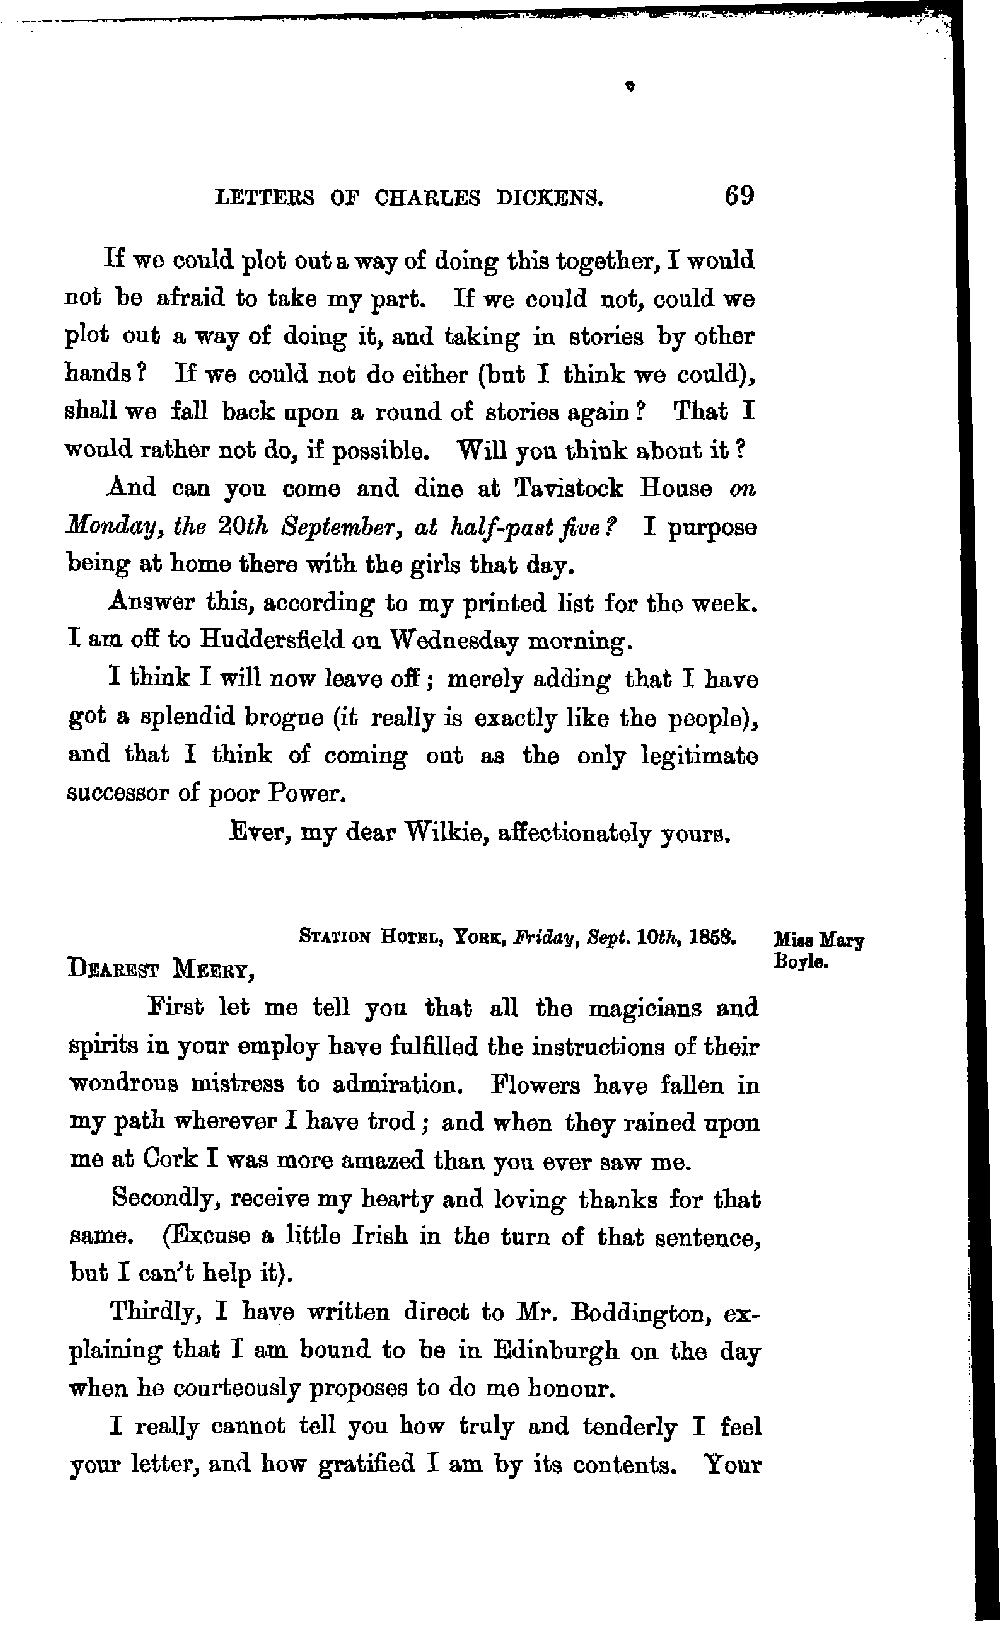 LETTERS OF CHARLES DICKENS. 69
If we could plot out a way of doing this together, I would
not be afraid to take my part. If we could not, could we
plot out a way of doing it, and taking in stories by other
hands? If we could not do either (but I think we could),
shall we fall back upon a round of stories again? That I
would rather not do, if possible. Will you think about it?
And can you come and dine at Tavistock House on
Monday, the 20th September, at half-past five? I purpose
being at home there with the girls that day.
Answer this, according to my printed list for the week.
I am off to Huddersfield on Wednesday morning.
I think I will now leave off; merely adding that I have
got a splendid brogue (it really is exactly like the people),
and that I think of coming out as the only legitimate
successor of poor Power.
Ever, my dear Wilkie, affectionately yours.
STATION HOTEL, YORK, Friday, Sept. 10th, 1858.
Miss Mary
Boyle.
DEAREST MEERY,
First let me tell you that all the magicians and
spirits in your employ have fulfilled the instructions of their
wondrous mistress to admiration. Flowers have fallen in
my path wherever I have trod; and when they rained upon
me at Cork I was more amazed than you ever saw me.
Secondly, receive my hearty and loving thanks for that
same. (Excuse a little Irish in the turn of that sentence,
but I can't help it).
Thirdly, I have written direct to Mr. Boddington, ex-
plaining that I am bound to be in Edinburgh on the day
when he courteously proposes to do me honour.
I really cannot tell you how truly and tenderly I feel
your letter, and how gratified I am by its contents. Your